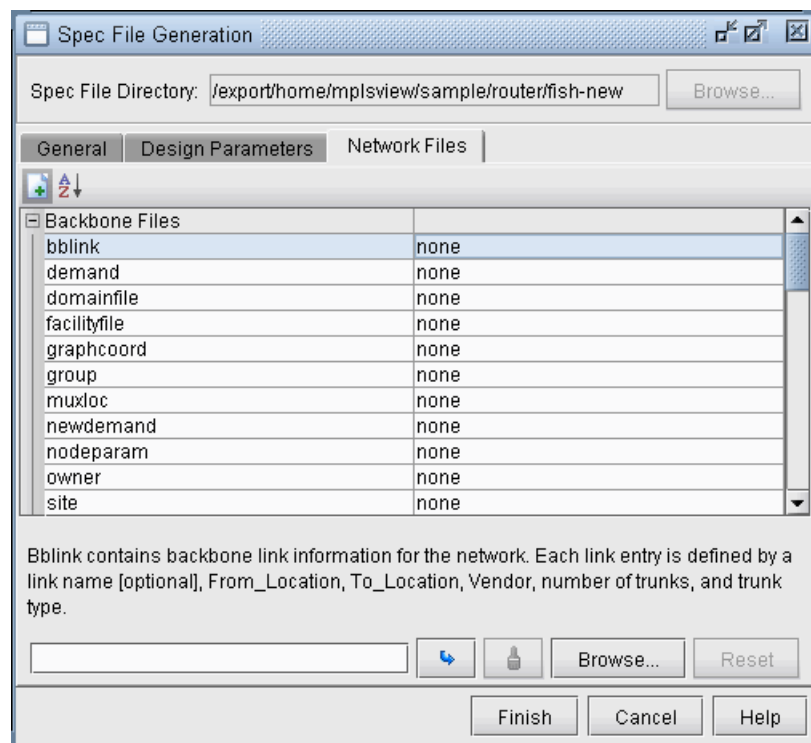 Spec File Generation
Spec File Directory: /export/home/mplsview/sample/router/fish-new Browse...
General Design Parameters Network Files
A
Z
Backbone Files
bblink none
demand none
domainfile none
facilityfile none
graphcoord none
group none
muxloc none
newdemand none
nodeparam none
owner none
site none
Bblink contains backbone link information for the network. Each link entry is defined by a
link name [optional], From_Location, To_Location, Vendor, number of trunks, and trunk
type.
Browse... Reset
Finish Cancel Help